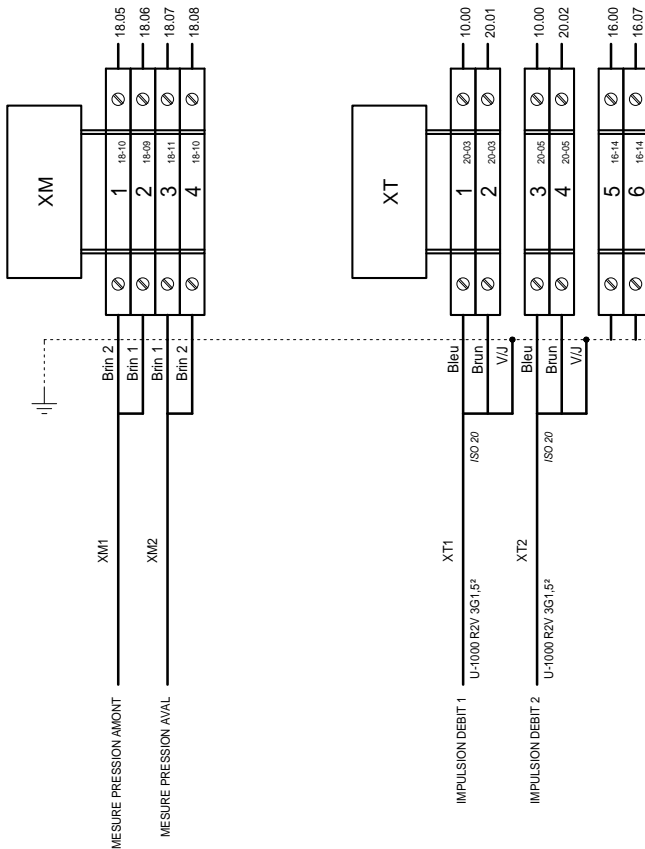 XM
1 18-10 18.05
2 18-09 18.06
3 18-11 18.07
4 18-10 18.08
Brin 2
Brin 1
Brin 1
Brin 2
XM1
XM2
MESURE PRESSION AMONT
MESURE PRESSION AVAL
XT
1 20-03 10.00
2 20-03 20.01
3 20-05 10.00
4 20-05 20.02
5 16-14 16.00
6 16-14 16.07
Bleu
Brun
V/J
Bleu
Brun
V/J
ISO 20
ISO 20
XT1
XT2
IMPULSION DEBIT 1
U-1000 R2V 3G1,5²
IMPULSION DEBIT 2
U-1000 R2V 3G1,5²